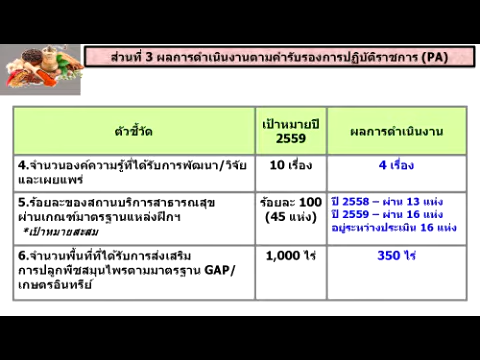 ส่วนที่ 3 ผลการดำเนินงานตามคำรับรองการปฏิบัติราชการ (PA)
ตัวชี้วัด
เป้าหมายปี
2559
ผลการดำเนินงาน
4.จำนวนองค์ความรู้ที่ได้รับการพัฒนา/วิจัย
และเผยแพร่
10 เรื่อง
4 เรื่อง
5.ร้อยละของสถานบริการสาธารณสุข
ผ่านเกณฑ์มาตรฐานแหล่งฝึกฯ
*เป้าหมายสะสม
ร้อยละ 100
(45 แห่ง)
ปี 2558 – ผ่าน 13 แห่ง
ปี 2559 – ผ่าน 16 แห่ง
อยู่ระหว่างประเมิน 16 แห่ง
6.จำนวนพื้นที่ที่ได้รับการส่งเสริม
การปลูกพืชสมุนไพรตามมาตรฐาน GAP/
เกษตรอินทรีย์
1,000 ไร่
350 ไร่